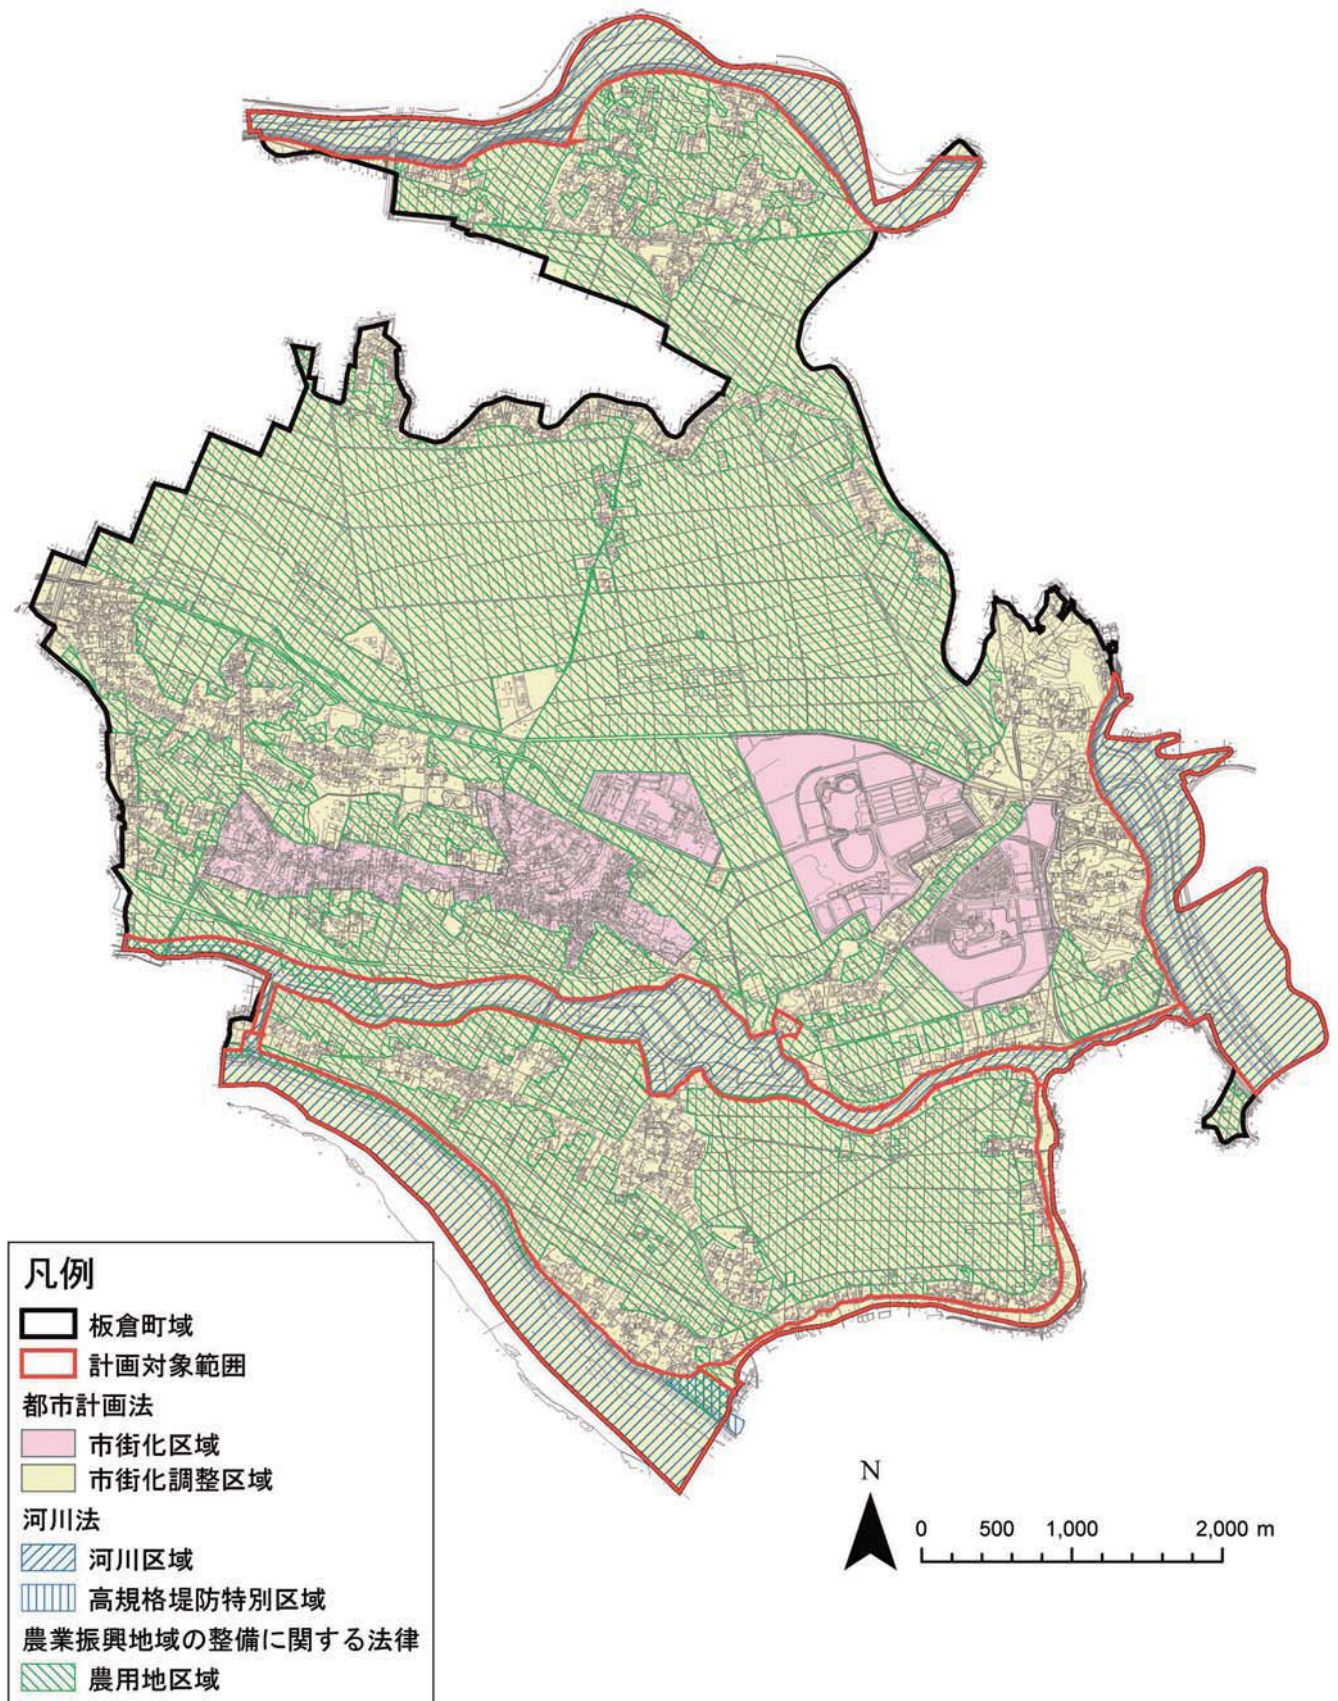 凡例
板倉町域
計画対象範囲
都市計画法
市街化区域
市街化調整区域
河川法
河川区域
高規格堤防特別区域
農業振興地域の整備に関する法律
農用地区域
N
0 500 1,000 2,000 m